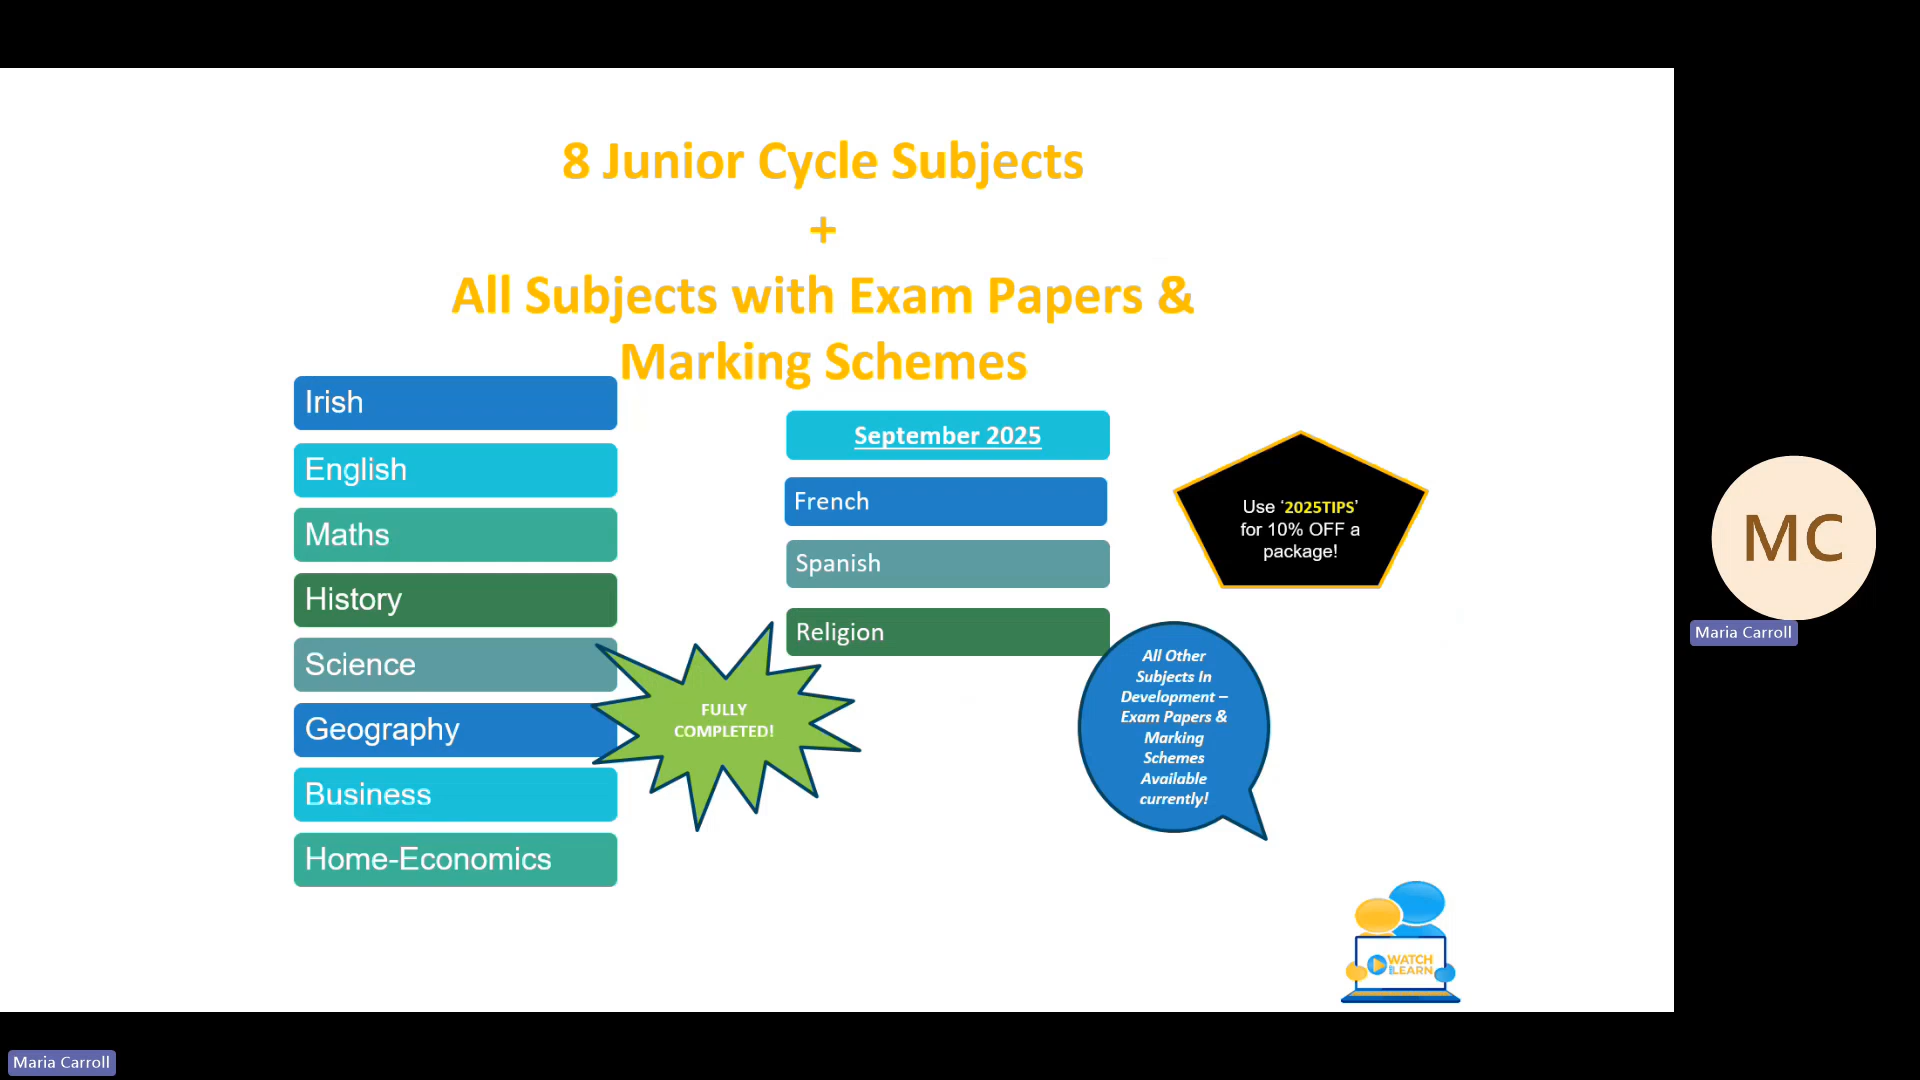 8 Junior Cycle Subjects
+
All Subjects with Exam Papers &
Marking Schemes
Irish
English
Maths
History
Science
Geography
Business
Home-Economics
September 2025
French
Spanish
Religion
FULLY
COMPLETED!
Use ‘2025TIPS’
for 10% OFF a
package!
All Other
Subjects In
Development –
Exam Papers &
Marking
Schemes
Available
currently!
WATCH
LEARN
MC
Maria Carroll
Maria Carroll